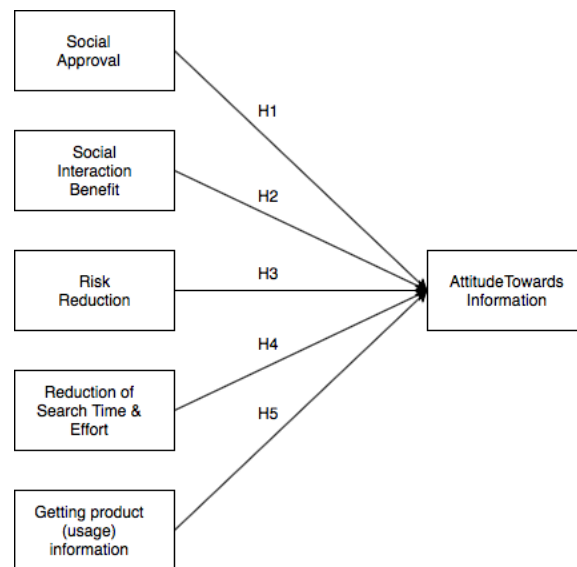 Social
Approval
H1
Social
Interaction
Benefit
H2
Risk
Reduction
H3
AttitudeTowards
Information
H4
Reduction of
Search Time &
Effort
H5
Getting product
(usage)
information